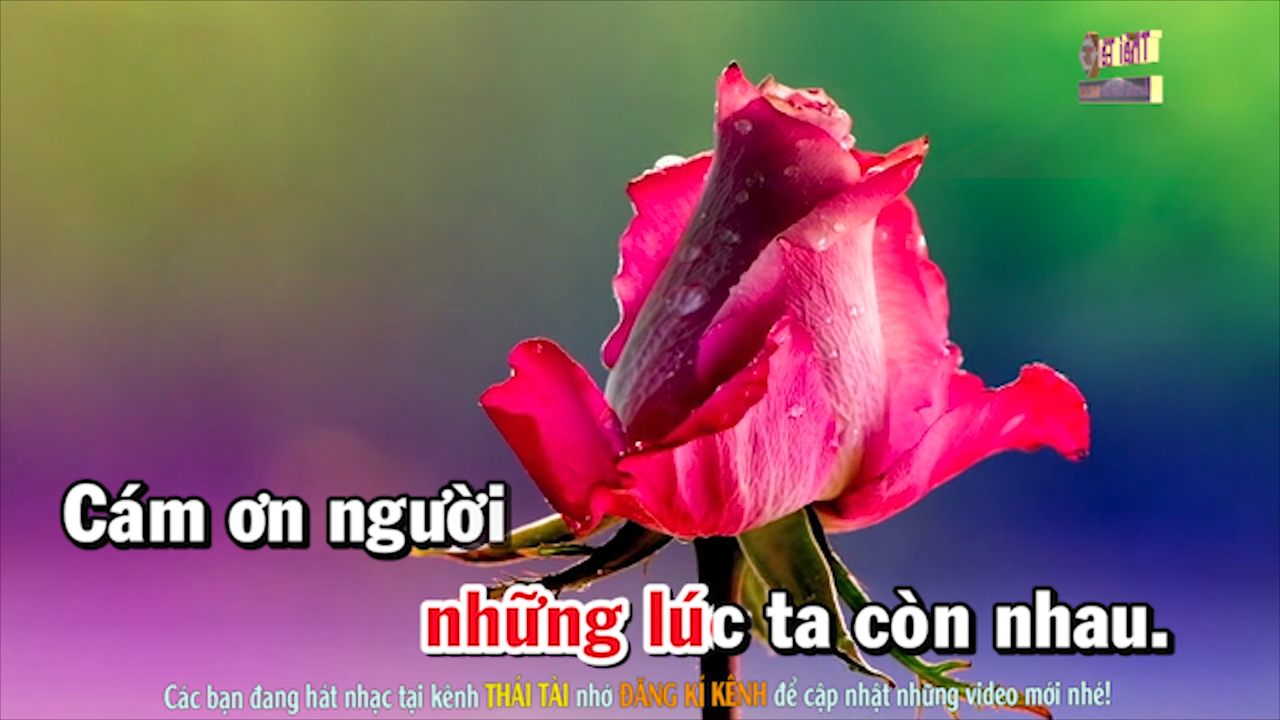 Cám ơn người
những lúc ta còn nhau.
Các bạn đang hát nhạc tại kênh THÁI TÀI nhớ ĐĂNG KÍ KÊNH để cập nhật những video mới nhé!